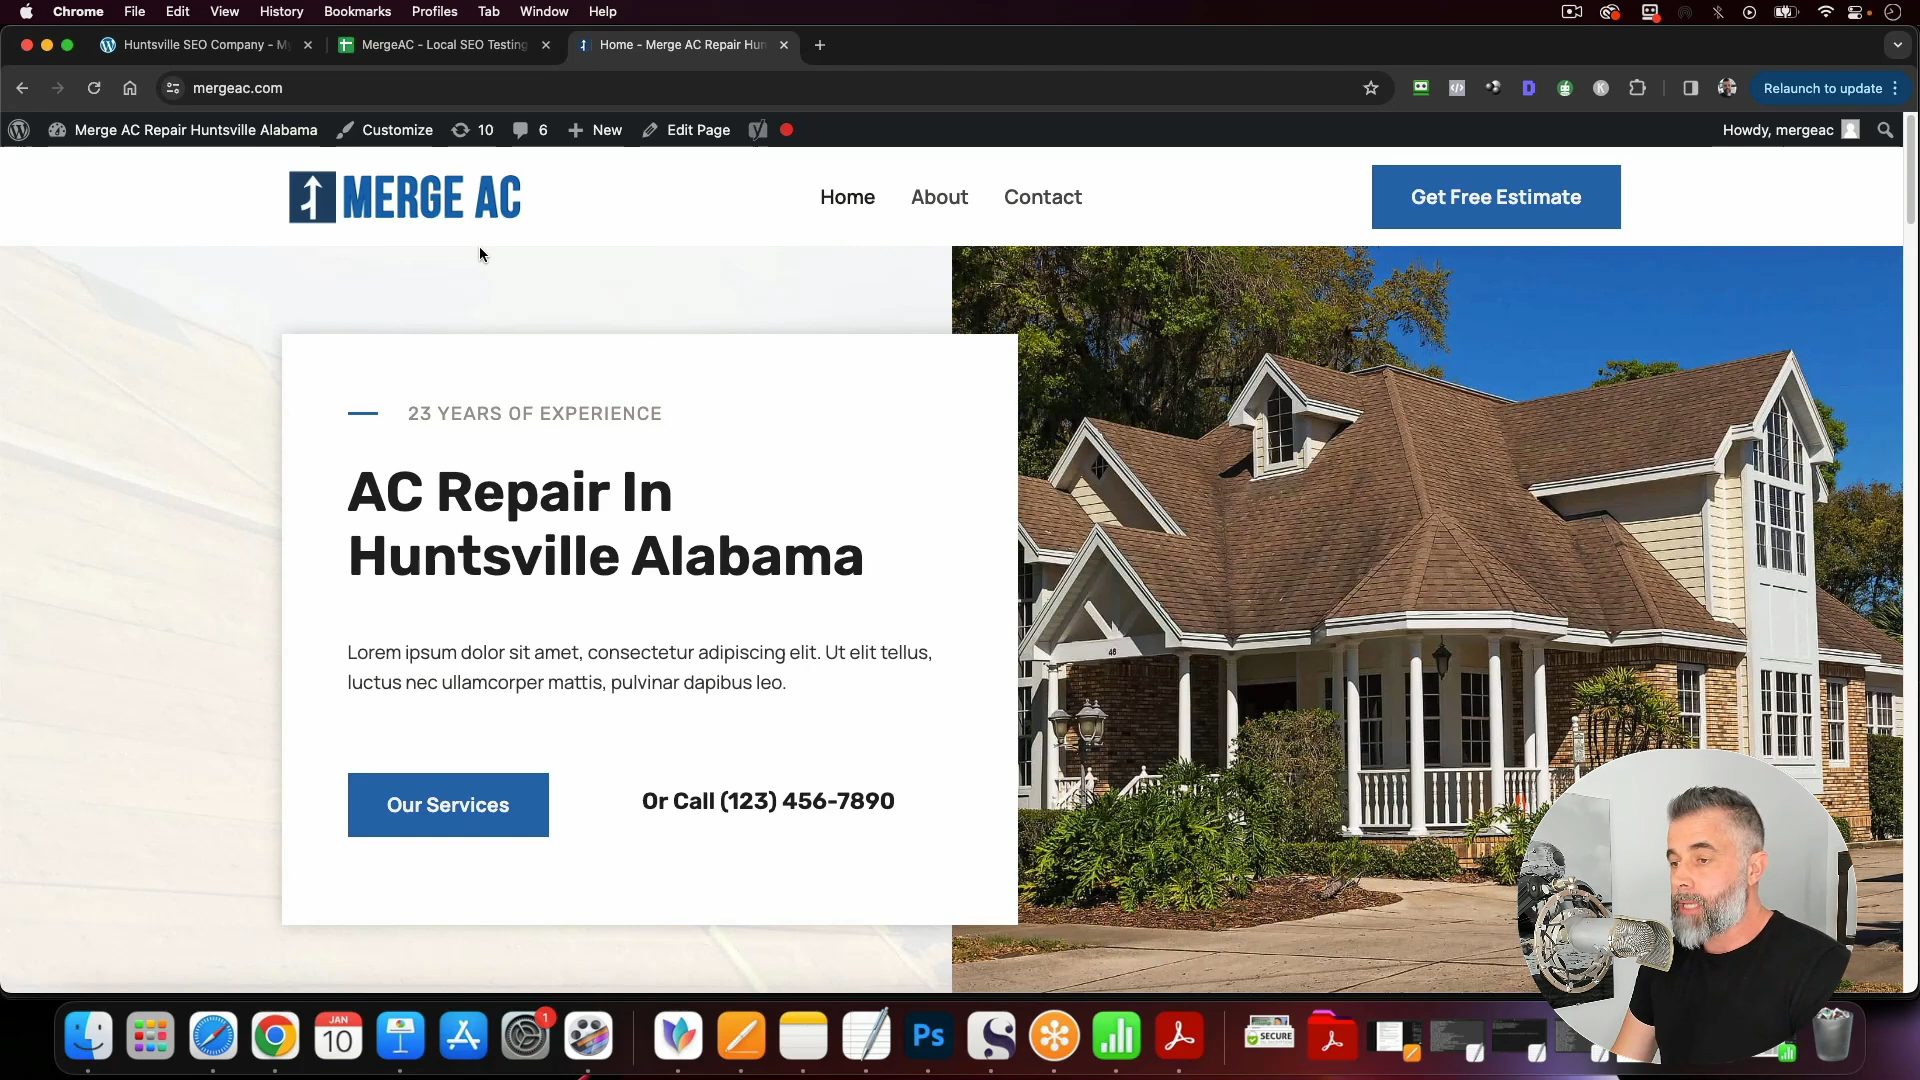 Chrome File Edit View History Bookmarks Profiles Tab Window Help
Huntsville SEO Company - My
MergeAC - Local SEO Testing
Home - Merge AC Repair Hun
mergeac.com
Relaunch to update
Merge AC Repair Huntsville Alabama Customize 10 6 New Edit Page
Howdy, mergeac
MERGE AC
Home About Contact
Get Free Estimate
23 YEARS OF EXPERIENCE
AC Repair In
Huntsville Alabama
Lorem ipsum dolor sit amet, consectetur adipiscing elit. Ut elit tellus,
luctus nec ullamcorper mattis, pulvinar dapibus leo.
Our Services
Or Call (123) 456-7890
46
JAN
10
1
Ps
SECURE